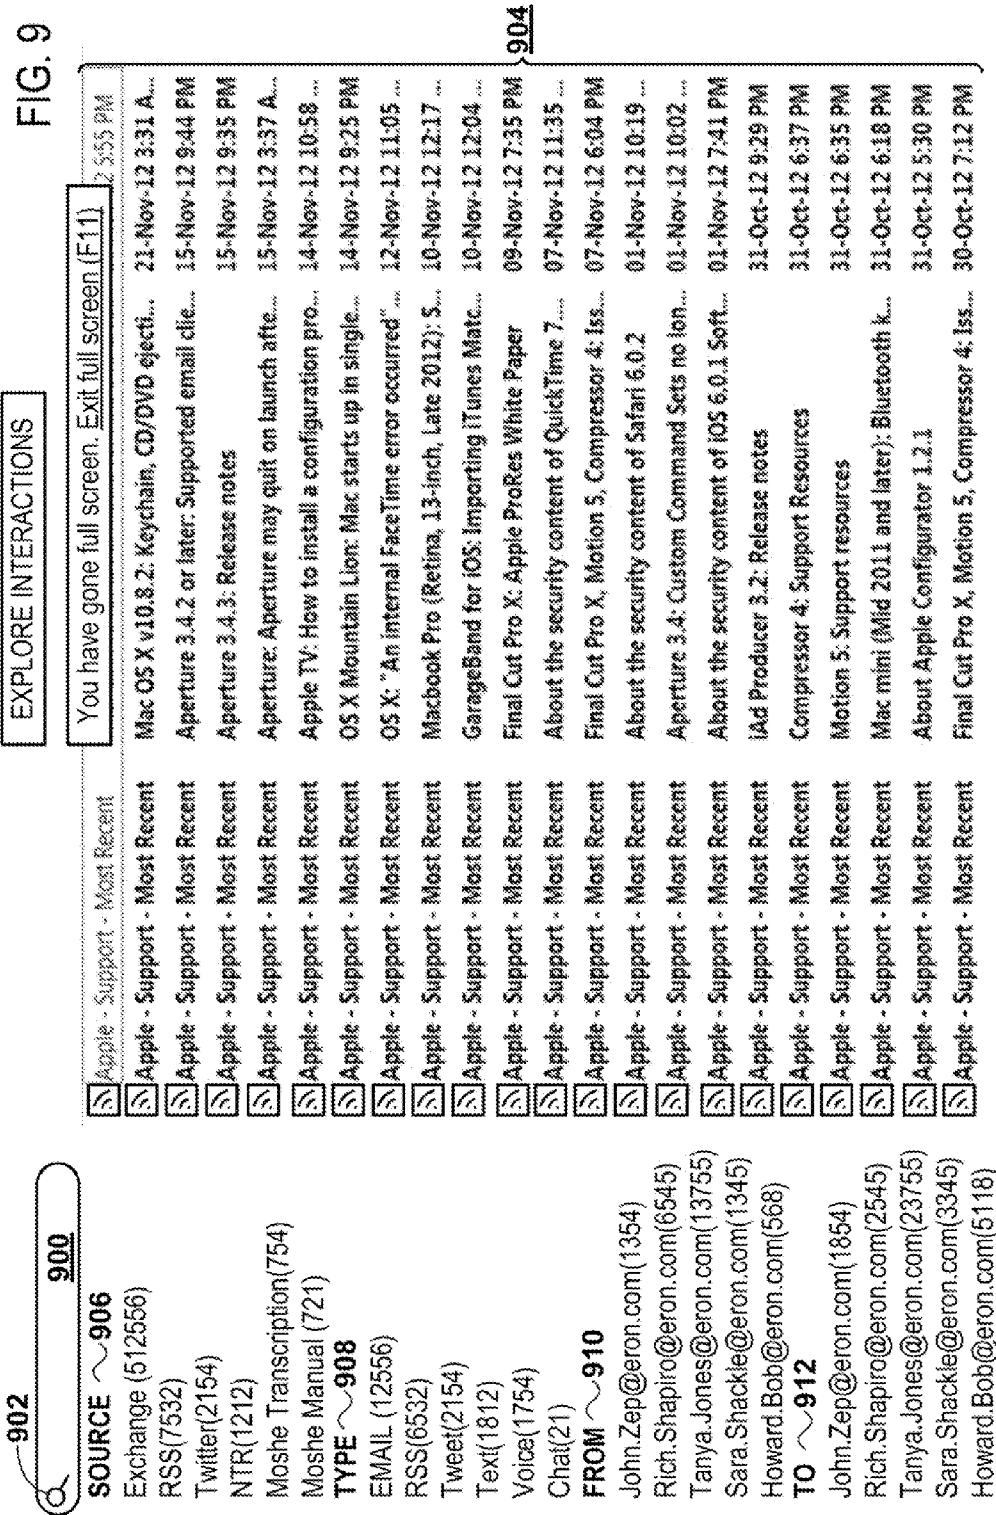 FIG. 9
EXPLORE INTERACTIONS
902
900
SOURCE ~906
Exchange (512556)
RSS(7532)
Twitter(2154)
NTR(1212)
Moshe Transcription(754)
Moshe Manual (721)
TYPE ~908
EMAIL (12556)
RSS(6532)
Tweet(2154)
Text(1812)
Voice(1754)
Chat(21)
FROM ~910
John.Zep@eron.com(1354)
Rich.Shapiro@eron.com(6545)
Tanya.Jones@eron.com(13755)
Sara.Shackle@eron.com(1345)
Howard.Bob@eron.com(568)
TO ~912
John.Zep@eron.com(1854)
Rich.Shapiro@eron.com(2545)
Tanya.Jones@eron.com(23755)
Sara.Shackle@eron.com(3345)
Howard.Bob@eron.com(5118)
You have gone full screen. Exit full screen (F11)
Apple - Support - Most Recent 2 5:55 PM
Apple - Support - Most Recent Mac OS X v10.8.2: Keychain, CD/DVD ejecti... 21-Nov-12 3:31 A...
Apple - Support - Most Recent Aperture 3.4.2 or later: Supported email clie... 15-Nov-12 9:44 PM
Apple - Support - Most Recent Aperture 3.4.3: Release notes 15-Nov-12 9:35 PM
Apple - Support - Most Recent Aperture: Aperture may quit on launch afte... 15-Nov-12 3:37 A...
Apple - Support - Most Recent Apple TV: How to install a configuration pro... 14-Nov-12 10:58 ...
Apple - Support - Most Recent OS X Mountain Lion: Mac starts up in single... 14-Nov-12 9:25 PM
Apple - Support - Most Recent OS X: "An internal FaceTime error occurred" ... 12-Nov-12 11:05 ...
Apple - Support - Most Recent Macbook Pro (Retina, 13-inch, Late 2012): S... 10-Nov-12 12:17 ...
Apple - Support - Most Recent GarageBand for iOS: Importing iTunes Matc... 10-Nov-12 12:04 ...
Apple - Support - Most Recent Final Cut Pro X: Apple ProRes White Paper 09-Nov-12 7:35 PM
Apple - Support - Most Recent About the security content of QuickTime 7.... 07-Nov-12 11:35 ...
Apple - Support - Most Recent Final Cut Pro X, Motion 5, Compressor 4: Iss... 07-Nov-12 6:04 PM
Apple - Support - Most Recent About the security content of Safari 6.0.2 01-Nov-12 10:19 ...
Apple - Support - Most Recent Aperture 3.4: Custom Command Sets no lon... 01-Nov-12 10:02 ...
Apple - Support - Most Recent About the security content of iOS 6.0.1 Soft... 01-Nov-12 7:41 PM
Apple - Support - Most Recent iAd Producer 3.2: Release notes 31-Oct-12 9:29 PM
Apple - Support - Most Recent Compressor 4: Support Resources 31-Oct-12 6:37 PM
Apple - Support - Most Recent Motion 5: Support resources 31-Oct-12 6:35 PM
Apple - Support - Most Recent Mac mini (Mid 2011 and later): Bluetooth k... 31-Oct-12 6:18 PM
Apple - Support - Most Recent About Apple Configurator 1.2.1 31-Oct-12 5:30 PM
Apple - Support - Most Recent Final Cut Pro X, Motion 5, Compressor 4: Iss... 30-Oct-12 7:12 PM
904